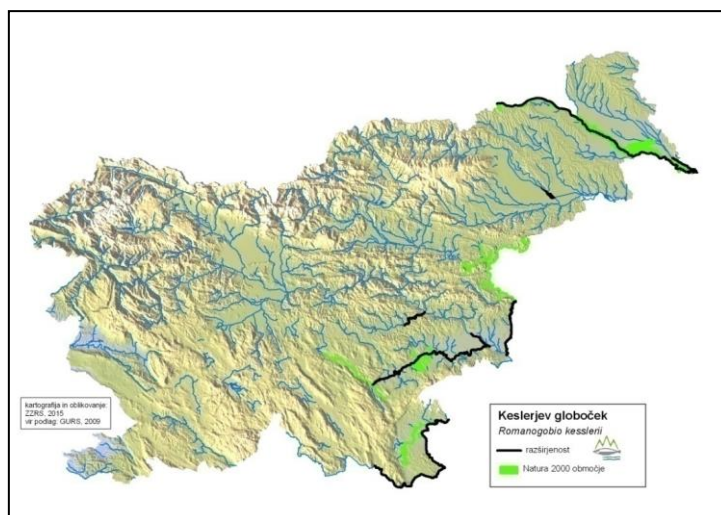 kartografija in oblikovanje:
ZZRS, 2015
vir podlag: GURS, 2009
Keslerjev globoček
Romanogobio kesslerii
razširjenost
Natura 2000 območje